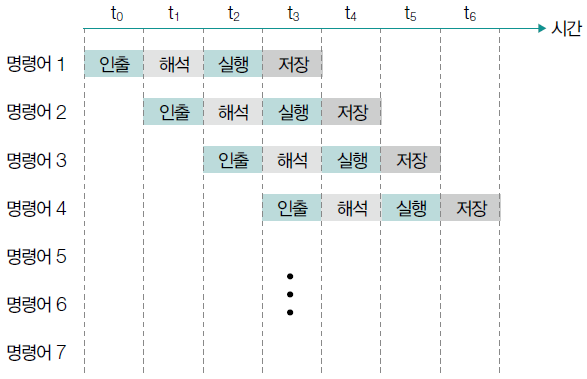 t0 t1 t2 t3 t4 t5 t6
시간
명령어 1 인출 해석 실행 저장
명령어 2 인출 해석 실행 저장
명령어 3 인출 해석 실행 저장
명령어 4 인출 해석 실행 저장
명령어 5
명령어 6
명령어 7